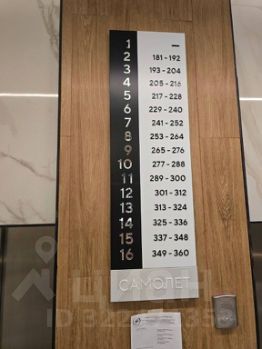 1 –
2 181 - 192
3 193 - 204
4 205 - 216
5 217 - 228
6 229 - 240
7 241 - 252
8 253 - 264
9 265 - 276
10 277 - 288
11 289 - 300
12 301 - 312
13 313 - 324
14 325 - 336
15 337 - 348
16 349 - 360
САМОЛЕТ